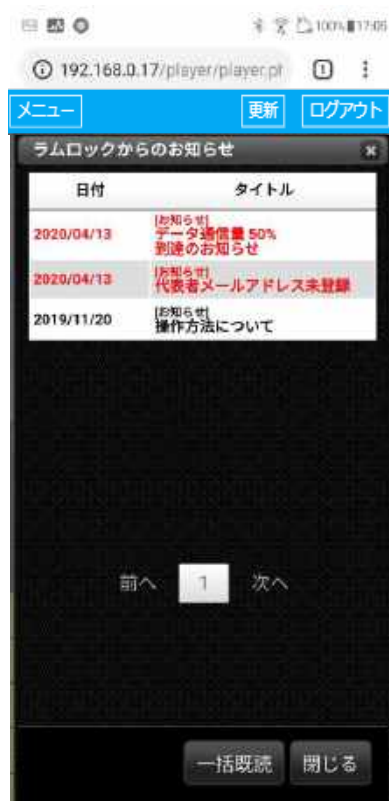 100% 17:05
192.168.0.17/player/player.ph 1
メニュー 更新 ログアウト
ラムロックからのお知らせ
日付 タイトル
2020/04/13 [お知らせ]
データ通信量 50%
到達のお知らせ
2020/04/13 [お知らせ]
代表者メールアドレス未登録
2019/11/20 [お知らせ]
操作方法について
前へ 1 次へ
一括既読 閉じる